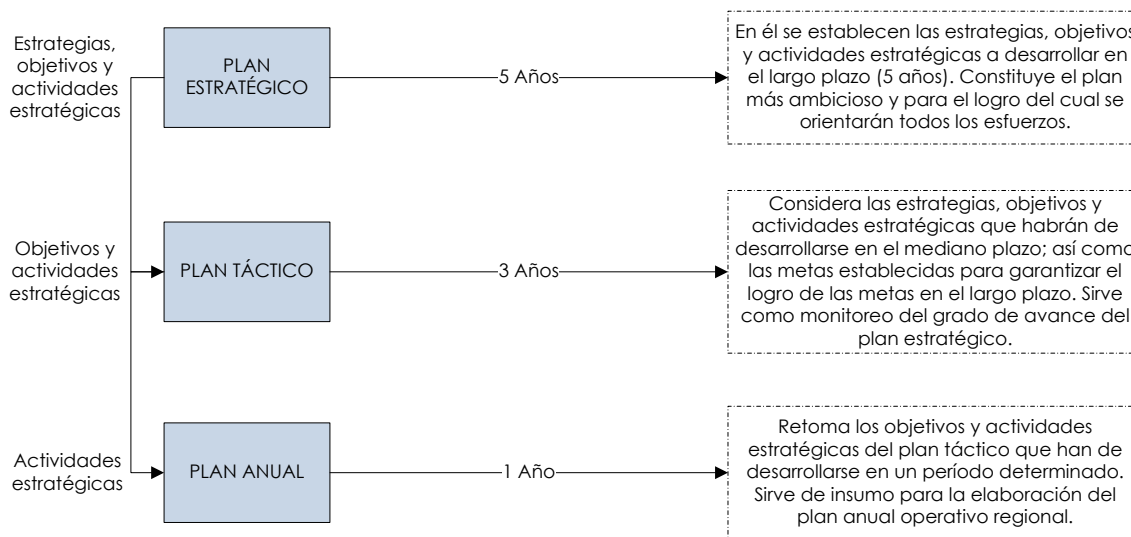 Estrategias,
objetivos y
actividades
estratégicas
PLAN
ESTRATÉGICO
5 Años
En él se establecen las estrategias, objetivos
y actividades estratégicas a desarrollar en
el largo plazo (5 años). Constituye el plan
más ambicioso y para el logro del cual se
orientarán todos los esfuerzos.
Objetivos y
actividades
estratégicas
PLAN TÁCTICO
3 Años
Considera las estrategias, objetivos y
actividades estratégicas que habrán de
desarrollarse en el mediano plazo; así como
las metas establecidas para garantizar el
logro de las metas en el largo plazo. Sirve
como monitoreo del grado de avance del
plan estratégico.
Actividades
estratégicas
PLAN ANUAL
1 Año
Retoma los objetivos y actividades
estratégicas del plan táctico que han de
desarrollarse en un período determinado.
Sirve de insumo para la elaboración del
plan anual operativo regional.